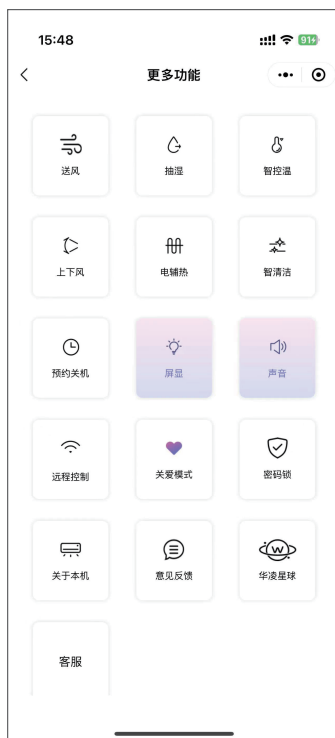 15:48
91
更多功能
送风
抽湿
智控温
上下风
电辅热
智清洁
预约关机
屏显
声音
远程控制
关爱模式
密码锁
关于本机
意见反馈
W
华凌星球
客服